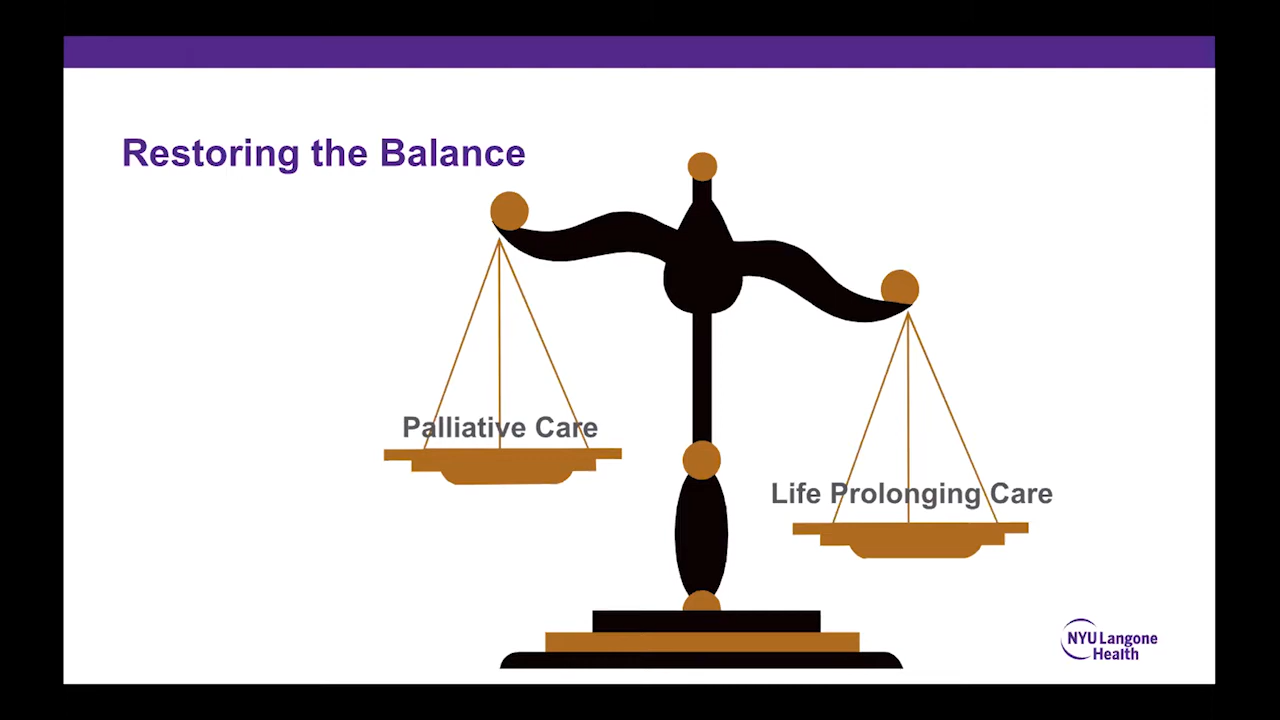 Restoring the Balance
Palliative Care
Life Prolonging Care
NYU Langone
Health